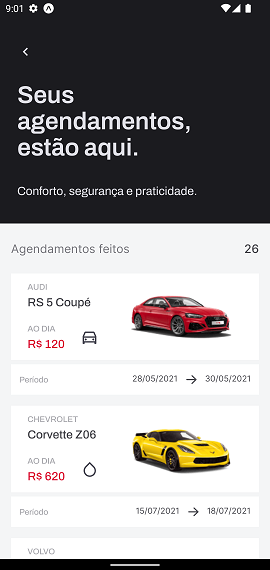 9:01
Seus
agendamentos,
estão aqui.
Conforto, segurança e praticidade.
Agendamentos feitos 26
AUDI
RS 5 Coupé
AO DIA
R$ 120
Período 28/05/2021 30/05/2021
CHEVROLET
Corvette Z06
AO DIA
R$ 620
Período 15/07/2021 18/07/2021
VOLVO